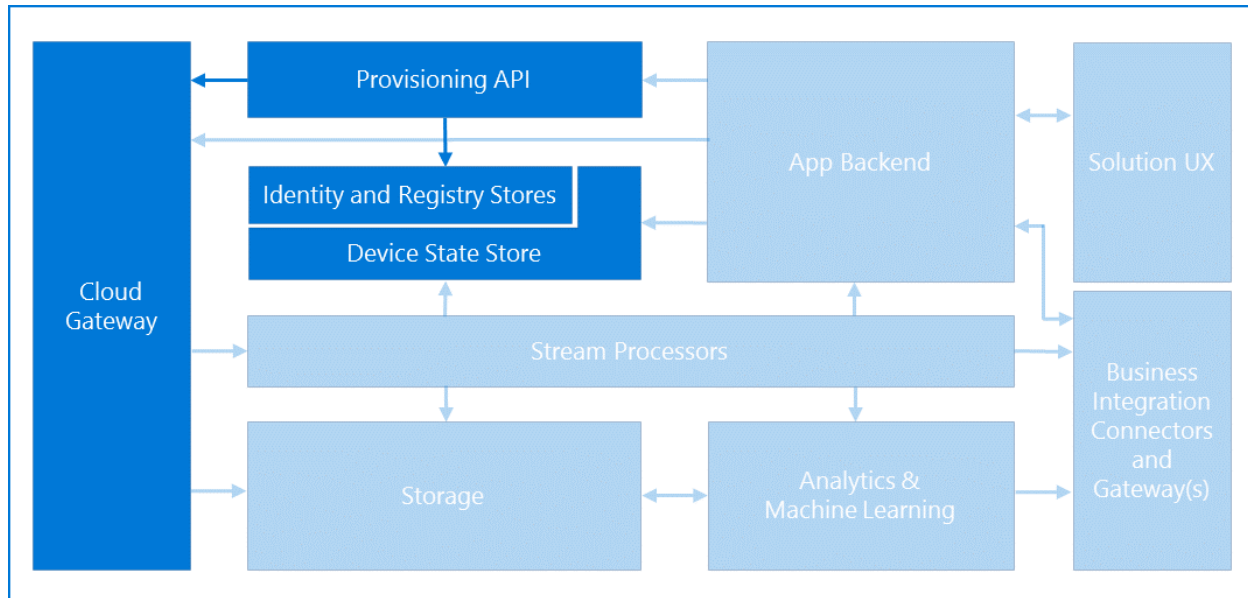 Provisioning API
App Backend
Solution UX
Identity and Registry Stores
Device State Store
Cloud
Gateway
Stream Processors
Business
Integration
Connectors
and
Gateway(s)
Storage
Analytics &
Machine Learning